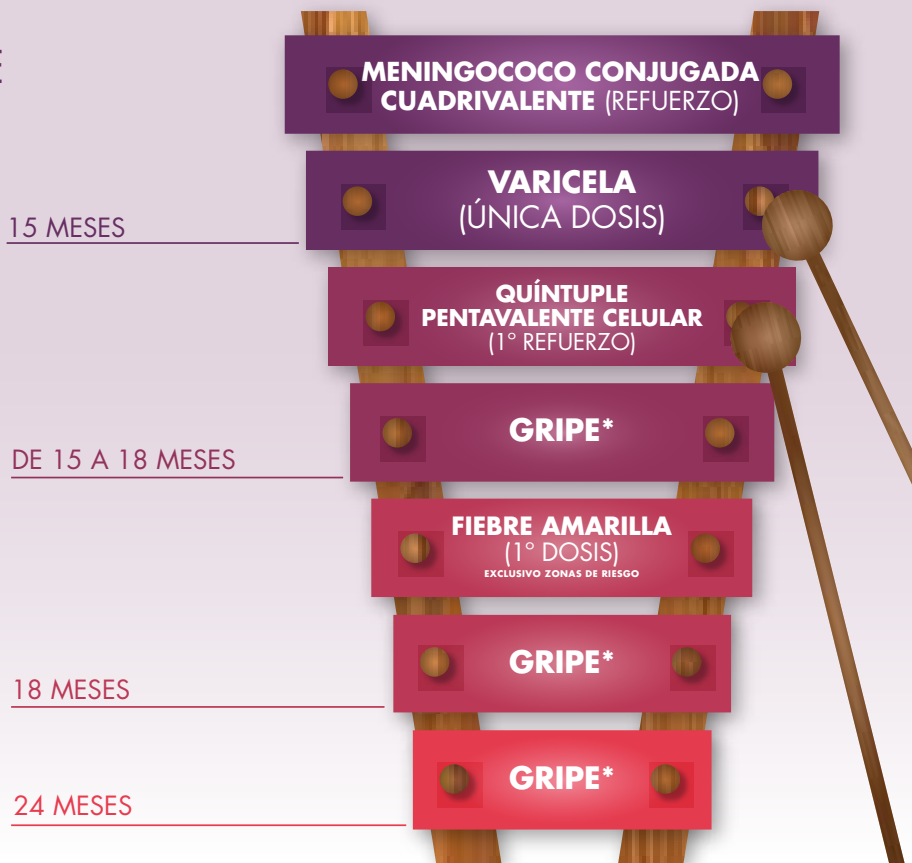 E
MENINGOCOCO CONJUGADA
CUADRIVALENTE (REFUERZO)
VARICELA
(ÚNICA DOSIS)
15 MESES
QUÍNTUPLE
PENTAVALENTE CELULAR
(1° REFUERZO)
GRIPE*
DE 15 A 18 MESES
FIEBRE AMARILLA
(1° DOSIS)
EXCLUSIVO ZONAS DE RIESGO
GRIPE*
18 MESES
GRIPE*
24 MESES